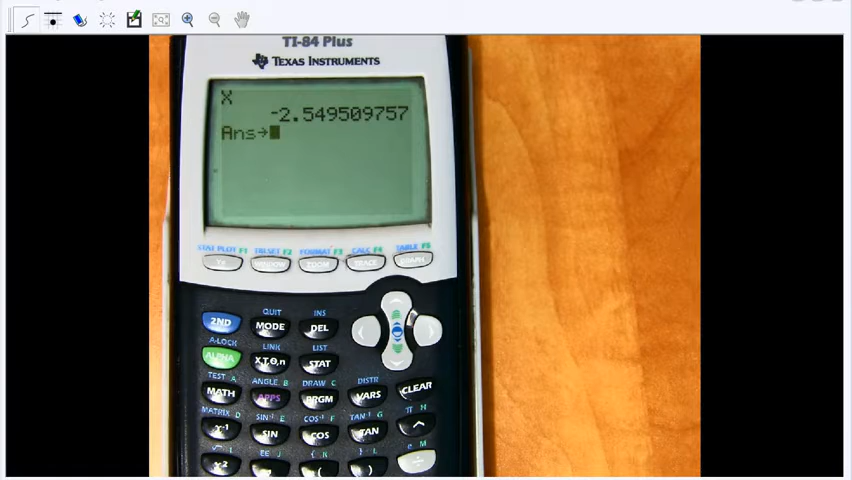 TI-84 Plus
TEXAS INSTRUMENTS
X
-2.549509757
Ans→
STAT PLOT F1 TBLSET F2 FORMAT F3 CALC F4 TABLE F5
Y= WINDOW ZOOM TRACE GRAPH
QUIT INS
2ND MODE DEL
A-LOCK LINK LIST
ALPHA X,T,Θ,n STAT
TEST A ANGLE B DRAW C DISTR
MATH APPS PRGM VARS CLEAR
MATRIX D SIN⁻¹ E COS⁻¹ F TAN⁻¹ G π H
x⁻¹ SIN COS TAN ^
EE J { K } L e M
x² , ( ) ÷